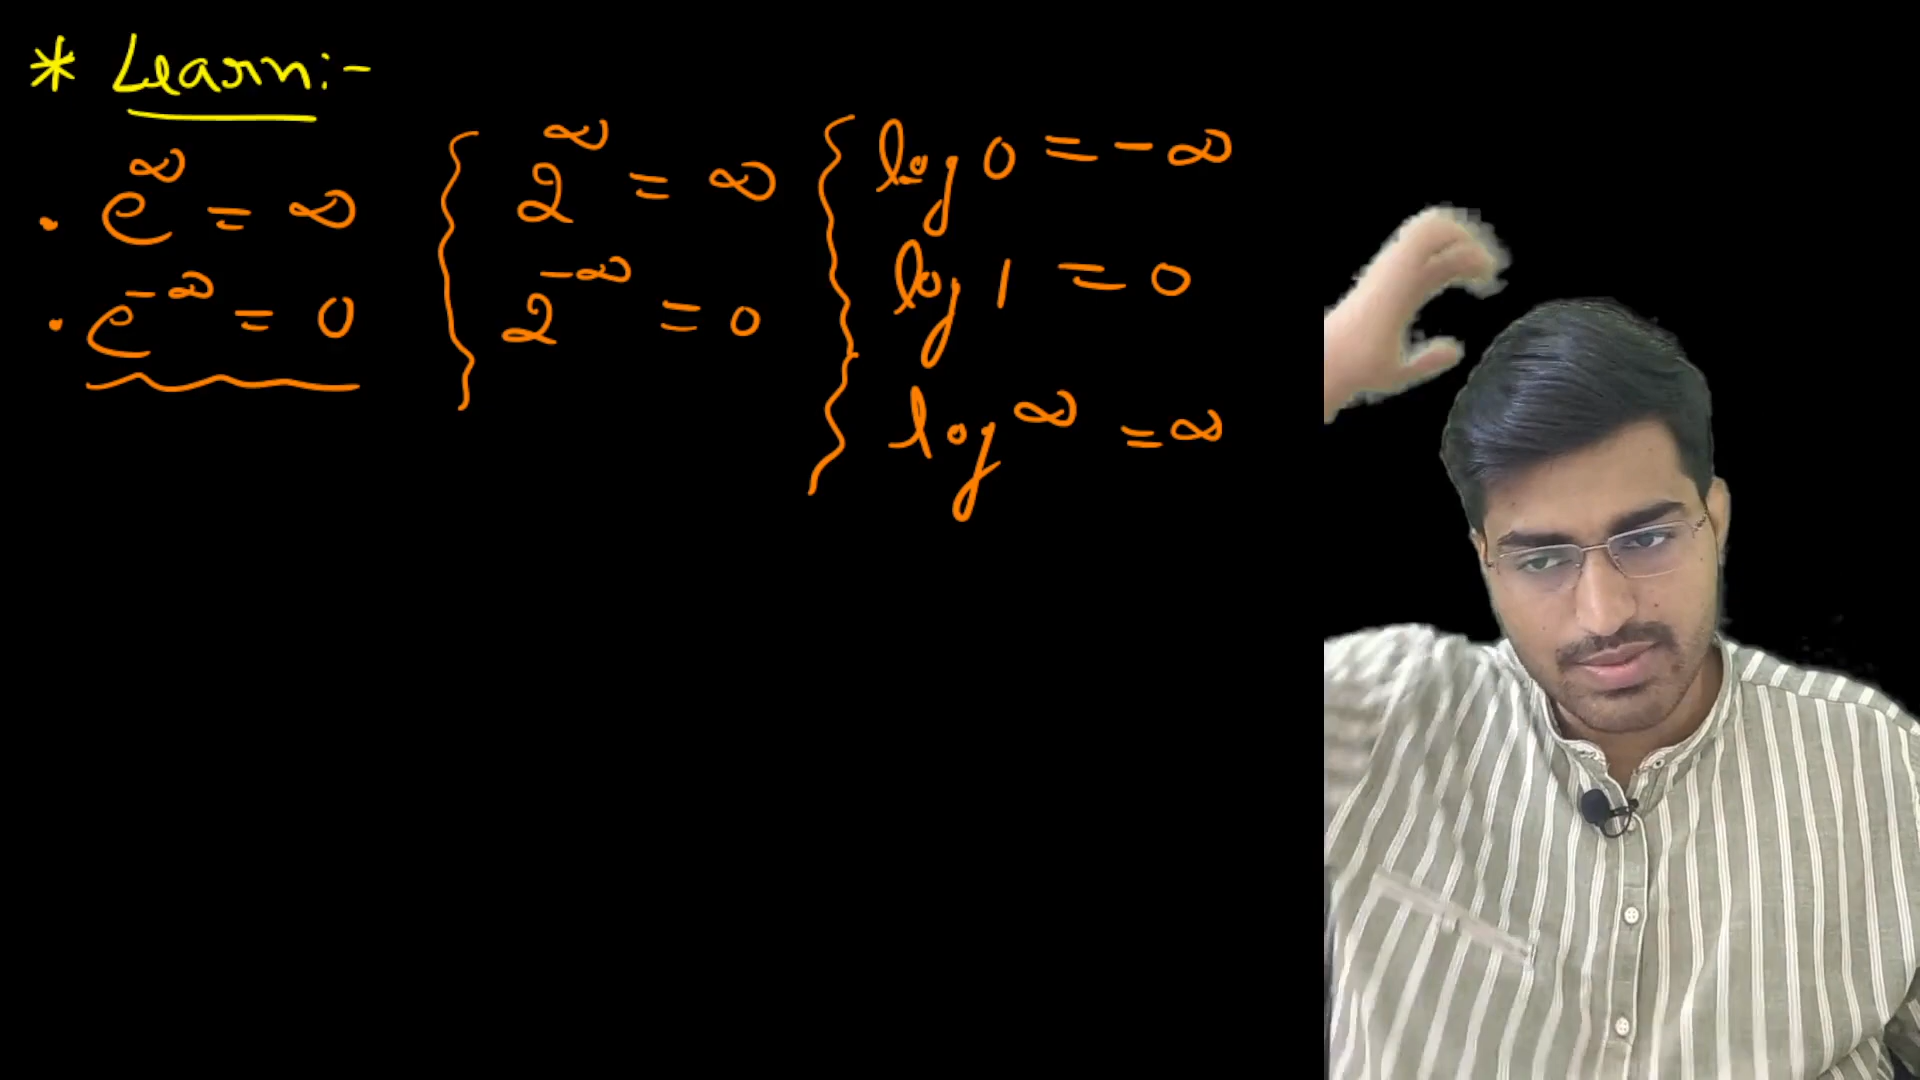 * Learn:-
• e^∞ = ∞
• e^-∞ = 0
2^∞ = ∞
2^-∞ = 0
log 0 = -∞
log 1 = 0
log ∞ = ∞